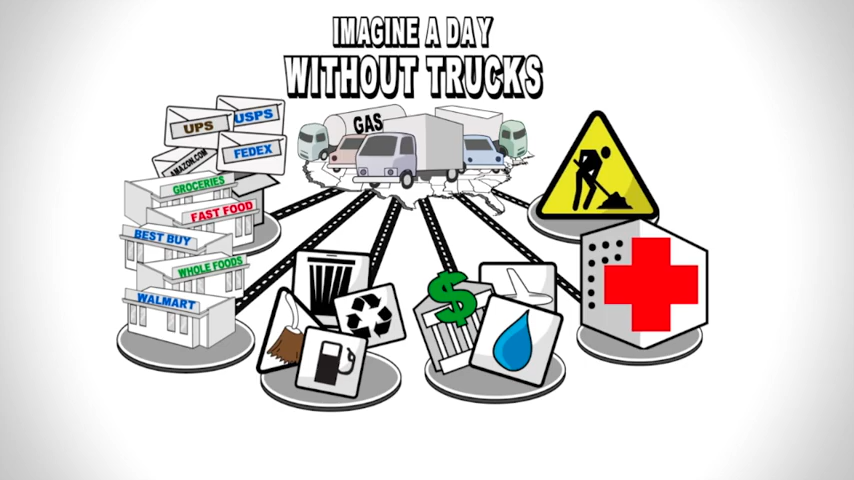 IMAGINE A DAY
WITHOUT TRUCKS
UPS
USPS
FEDEX
AMAZON.COM
GAS
GROCERIES
FAST FOOD
BEST BUY
WHOLE FOODS
WALMART
$